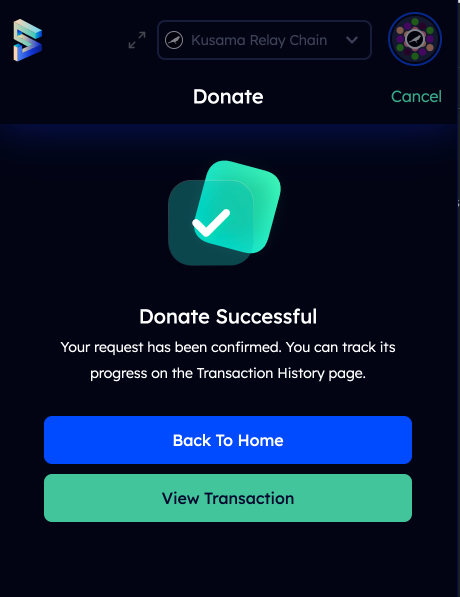 Kusama Relay Chain
Donate
Cancel
Donate Successful
Your request has been confirmed. You can track its
progress on the Transaction History page.
Back To Home
View Transaction